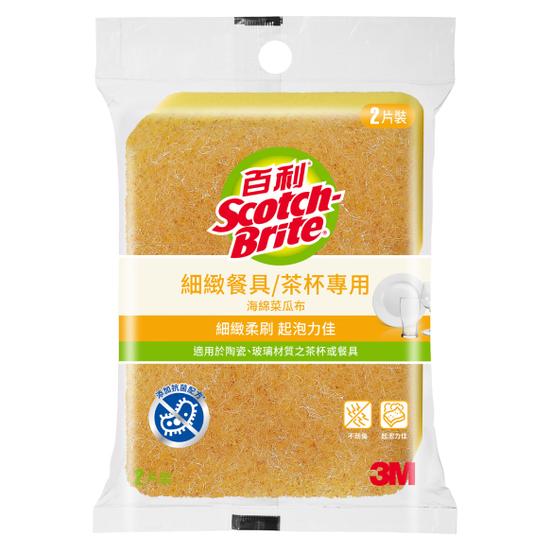 2片裝
百利
Scotch-
Brite
細緻餐具/茶杯專用
海綿菜瓜布
細緻柔刷 起泡力佳
適用於陶瓷、玻璃材質之茶杯或餐具
添加抗菌配方
不刮傷
起泡力佳
2片裝
3M